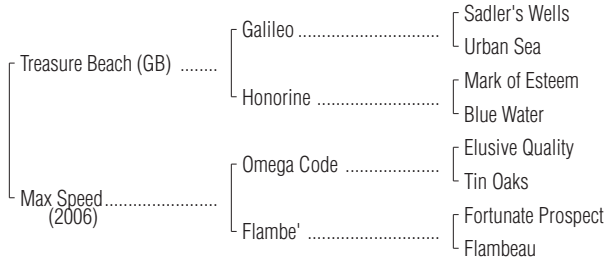 Sadler's Wells
Galileo ..................................
Urban Sea
Treasure Beach (GB) ........
Mark of Esteem
Honorine .............................
Blue Water
Elusive Quality
Omega Code ......................
Tin Oaks
Max Speed..........................
(2006)
Fortunate Prospect
Flambe' ...............................
Flambeau